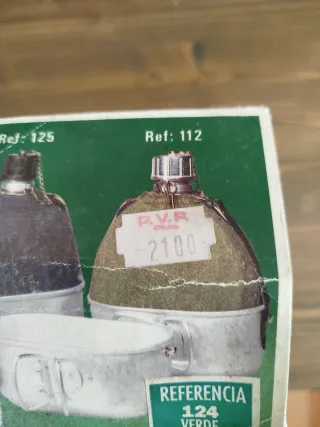 Ref: 125
Ref: 112
P.V.P.
2100
REFERENCIA
124
VERDE